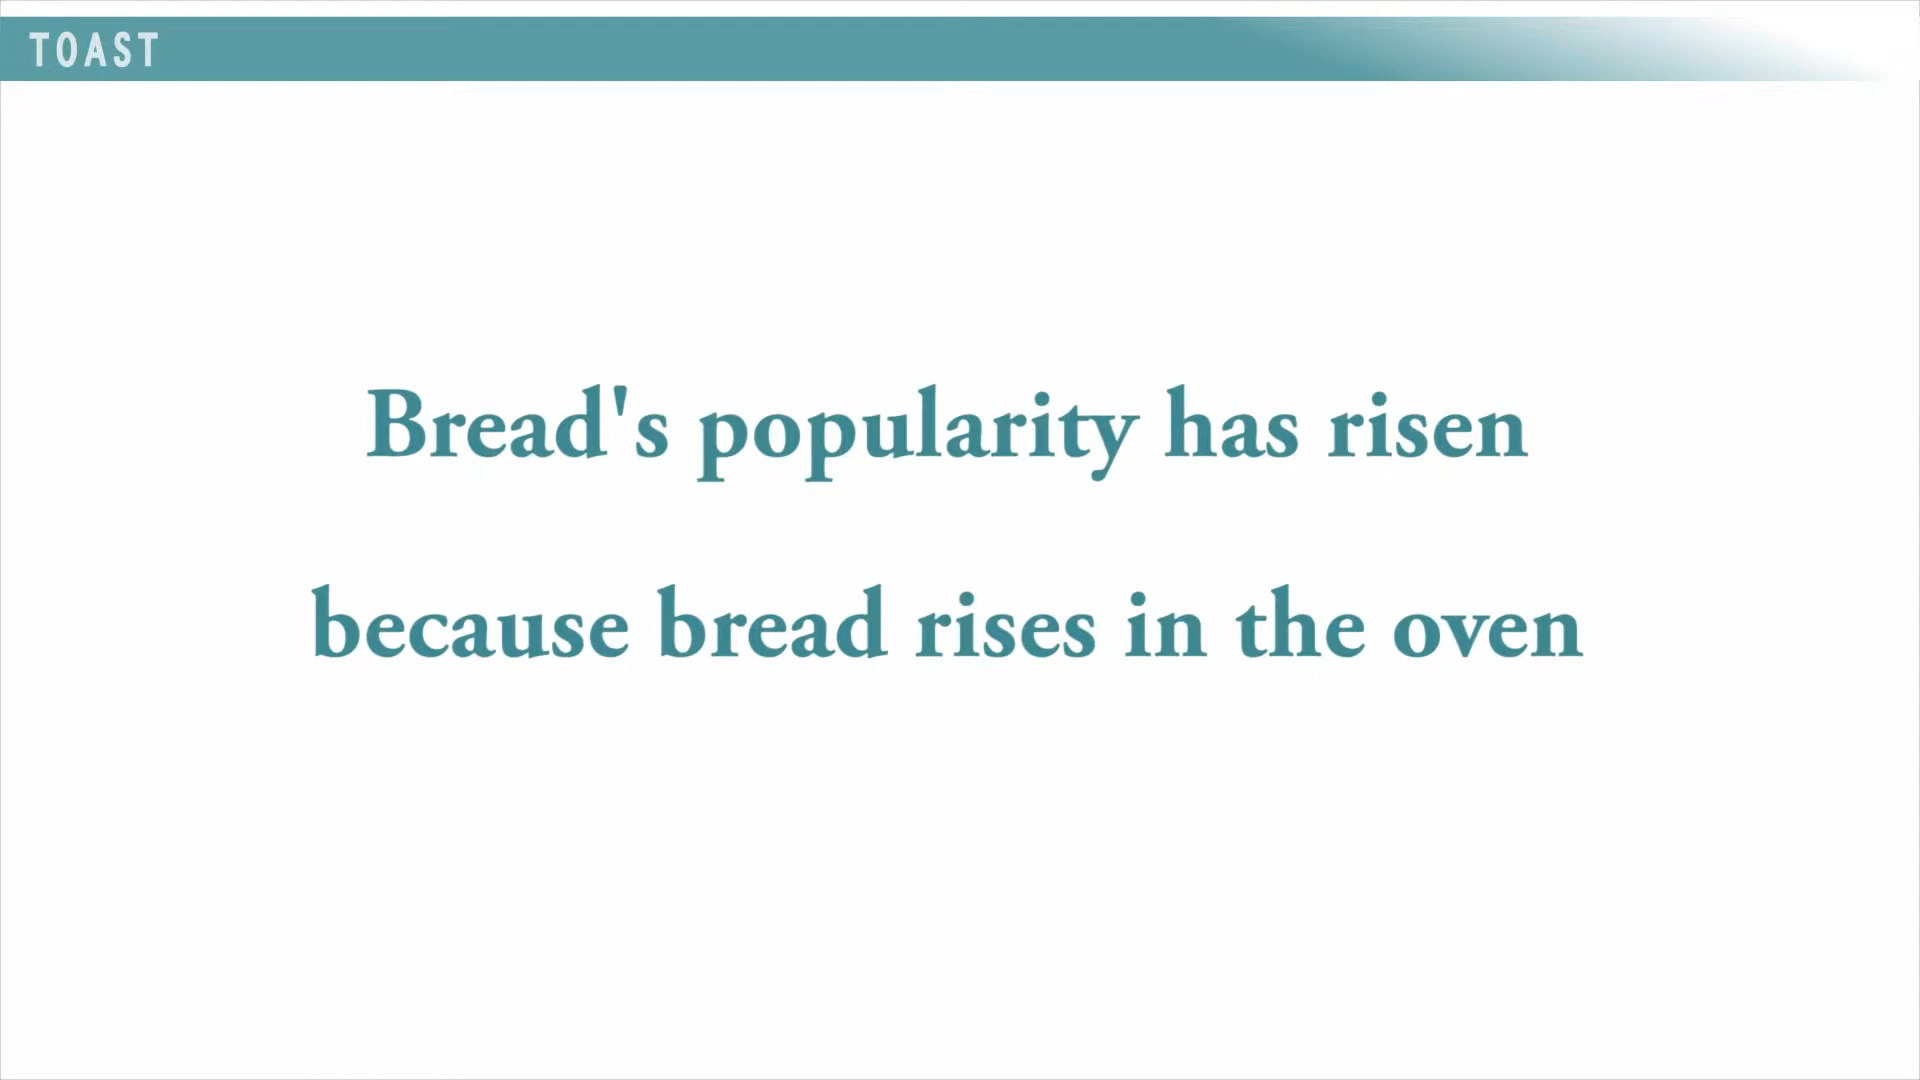 TOAST
Bread's popularity has risen
because bread rises in the oven